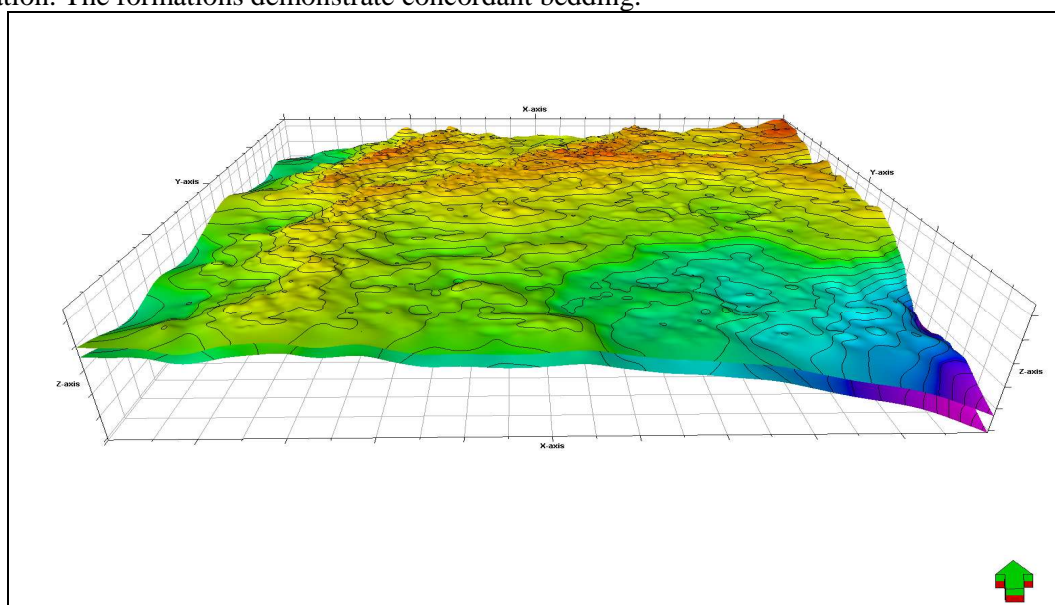 ation. The formations demonstrate concordant bedding.
X-axis
Y-axis
Y-axis
Z-axis
Z-axis
X-axis